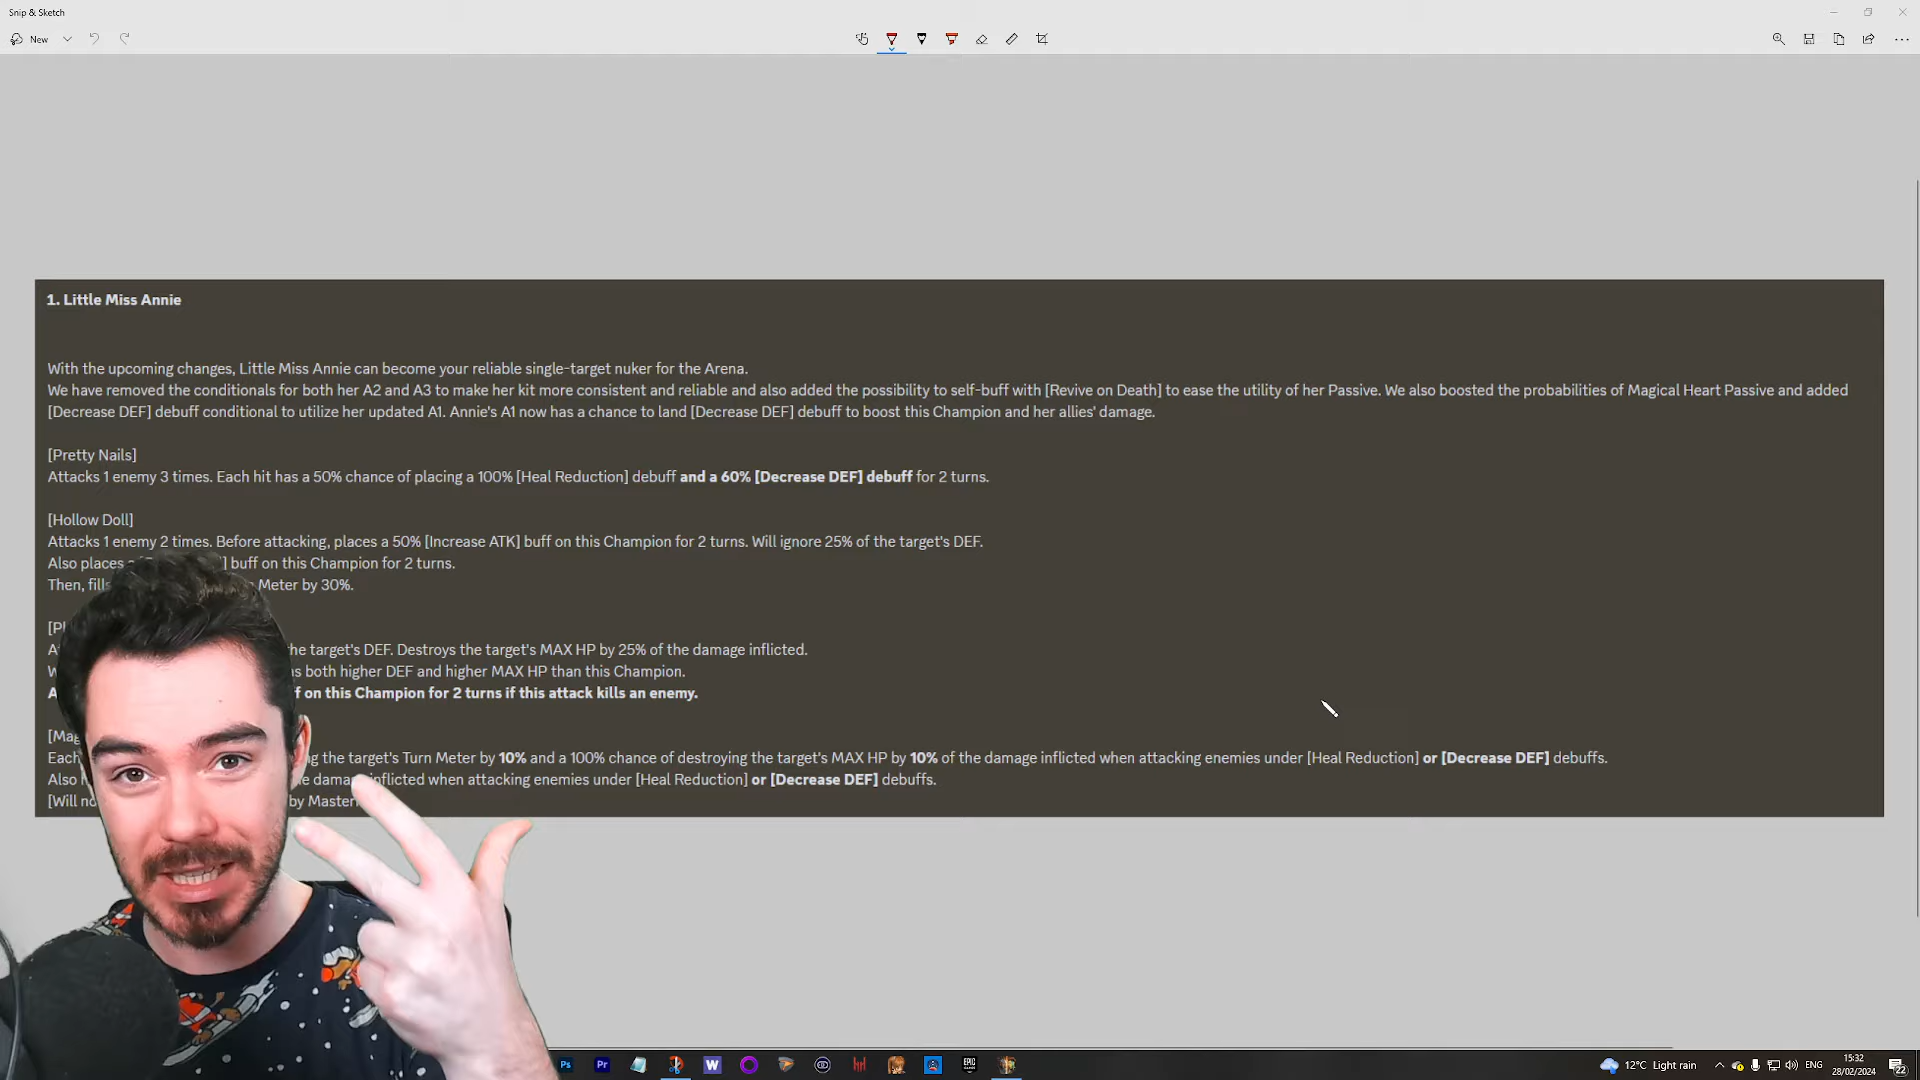 Snip & Sketch
New
1. Little Miss Annie
With the upcoming changes, Little Miss Annie can become your reliable single-target nuker for the Arena.
We have removed the conditionals for both her A2 and A3 to make her kit more consistent and reliable and also added the possibility to self-buff with [Revive on Death] to ease the utility of her Passive. We also boosted the probabilities of Magical Heart Passive and added
[Decrease DEF] debuff conditional to utilize her updated A1. Annie's A1 now has a chance to land [Decrease DEF] debuff to boost this Champion and her allies' damage.
[Pretty Nails]
Attacks 1 enemy 3 times. Each hit has a 50% chance of placing a 100% [Heal Reduction] debuff and a 60% [Decrease DEF] debuff for 2 turns.
[Hollow Doll]
Attacks 1 enemy 2 times. Before attacking, places a 50% [Increase ATK] buff on this Champion for 2 turns. Will ignore 25% of the target's DEF.
Also places ] buff on this Champion for 2 turns.
Then, fills Meter by 30%.
the target's DEF. Destroys the target's MAX HP by 25% of the damage inflicted.
both higher DEF and higher MAX HP than this Champion.
on this Champion for 2 turns if this attack kills an enemy.
Each the target's Turn Meter by 10% and a 100% chance of destroying the target's MAX HP by 10% of the damage inflicted when attacking enemies under [Heal Reduction] or [Decrease DEF] debuffs.
Also damage inflicted when attacking enemies under [Heal Reduction] or [Decrease DEF] debuffs.
[Will by
Ps Pr W EPIC GAMES 12°C Light rain ENG 15:32
28/02/2024 22